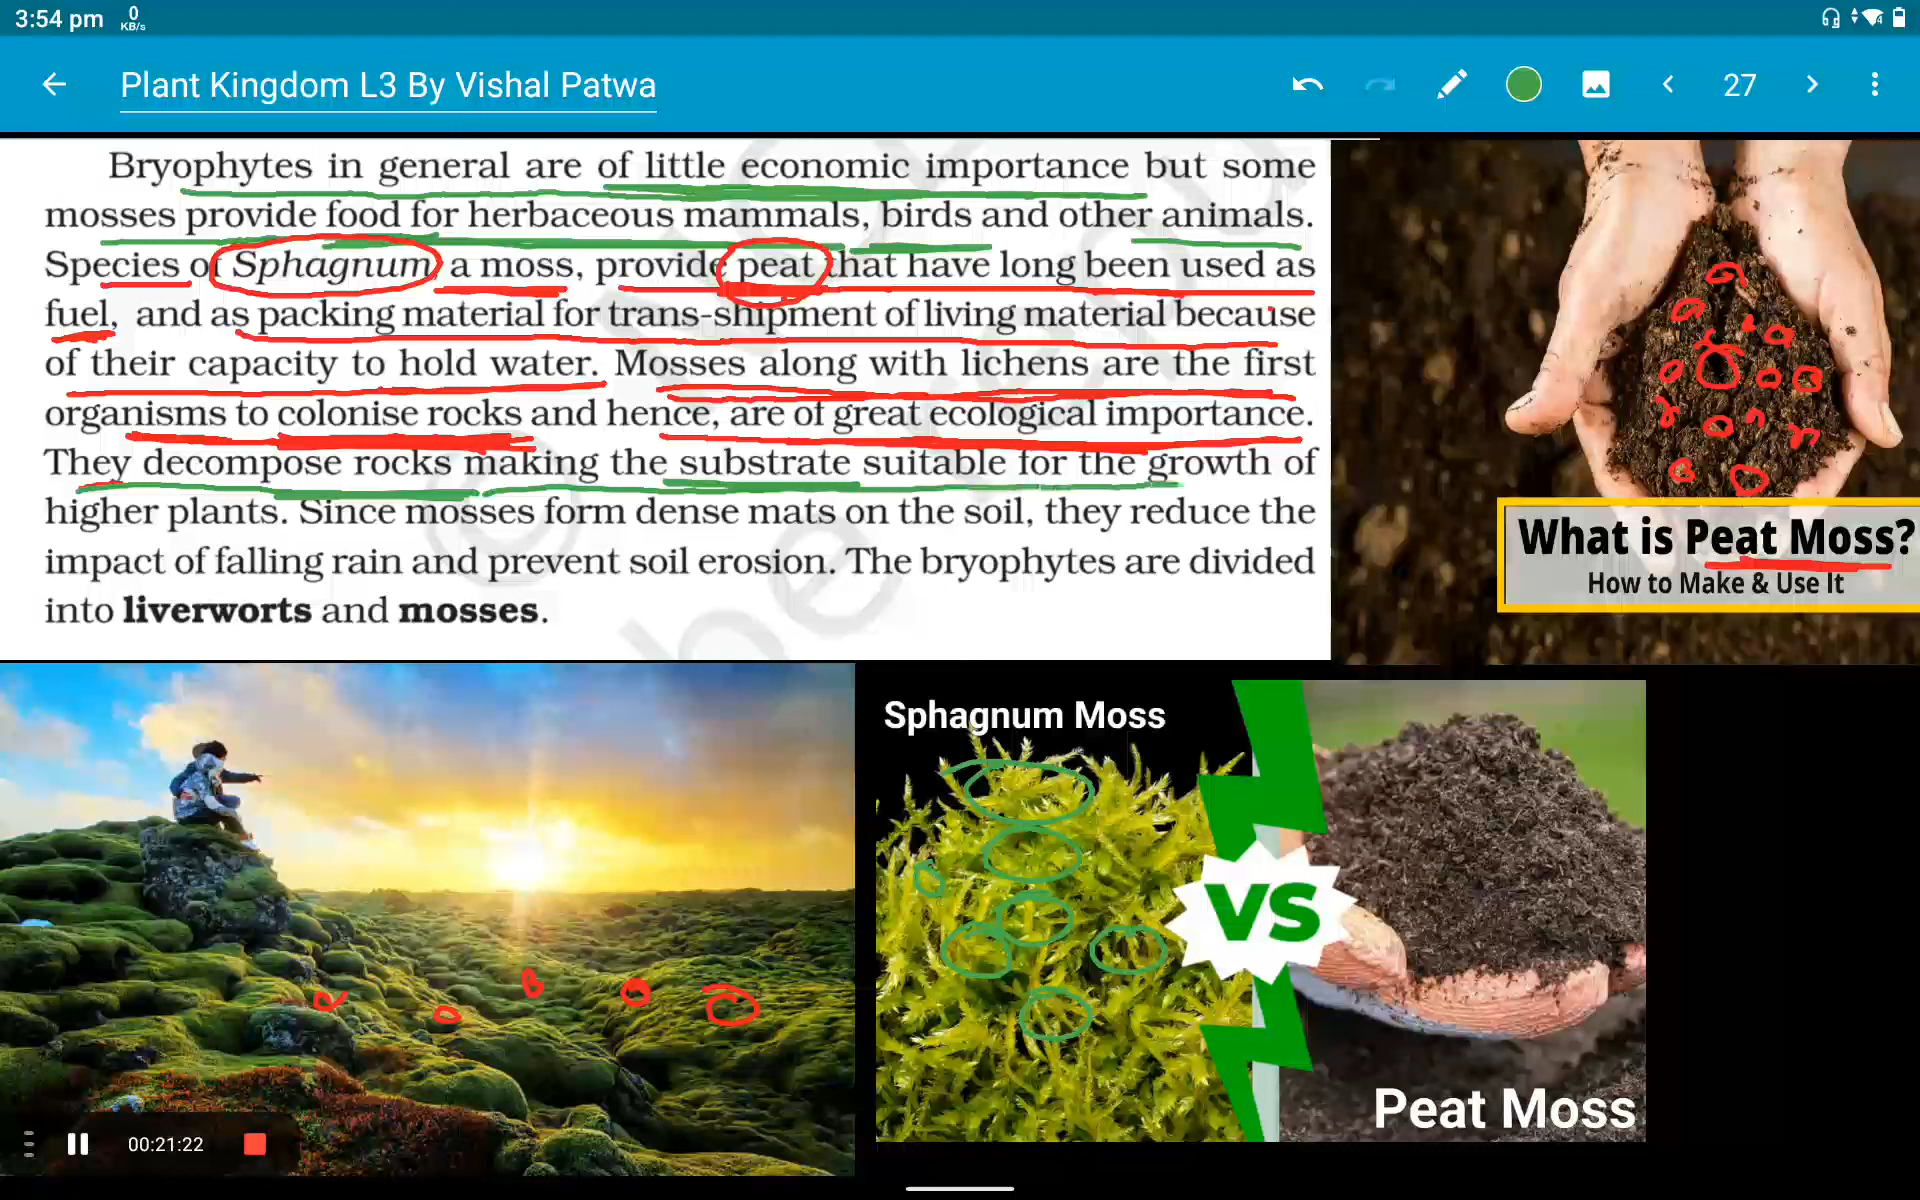 3:54 pm 0 KB/s
Plant Kingdom L3 By Vishal Patwa
27
Bryophytes in general are of little economic importance but some
mosses provide food for herbaceous mammals, birds and other animals.
Species of Sphagnum, a moss, provide peat that have long been used as
fuel, and as packing material for trans-shipment of living material because
of their capacity to hold water. Mosses along with lichens are the first
organisms to colonise rocks and hence, are of great ecological importance.
They decompose rocks making the substrate suitable for the growth of
higher plants. Since mosses form dense mats on the soil, they reduce the
impact of falling rain and prevent soil erosion. The bryophytes are divided
into liverworts and mosses.
What is Peat Moss?
How to Make & Use It
Sphagnum Moss
VS
Peat Moss
00:21:22